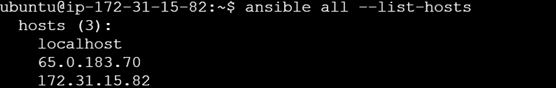 ubuntu@ip-172-31-15-82:~$ ansible all --list-hosts
hosts (3):
localhost
65.0.183.70
172.31.15.82